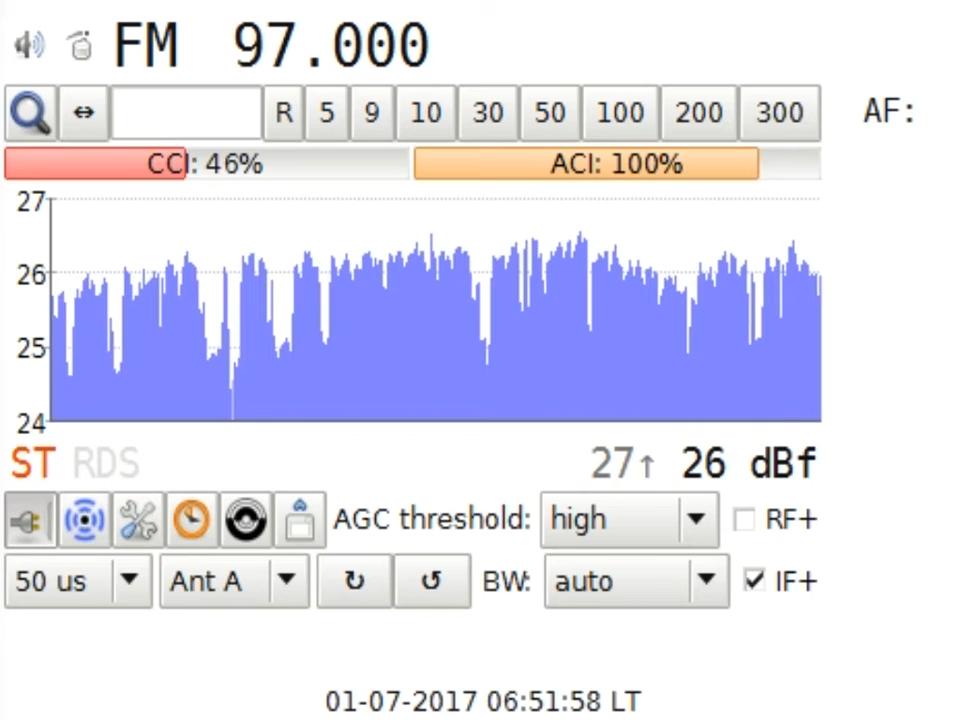 FM 97.000
R 5 9 10 30 50 100 200 300 AF:
CCI: 46% ACI: 100%
27
26
25
24
ST RDS 27↑ 26 dBf
AGC threshold: high RF+
50 us Ant A ↻ ↺ BW: auto IF+
01-07-2017 06:51:58 LT